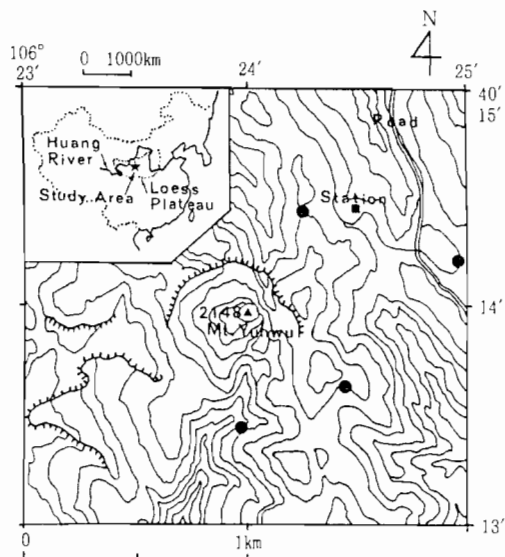 N
106°
0 1000km
23' 24' 25'
40°
15'
Road
Huang
River
Study Area
Loess
Plateau
Station
14'
2148
Mt. Yunwu
13'
0 1km